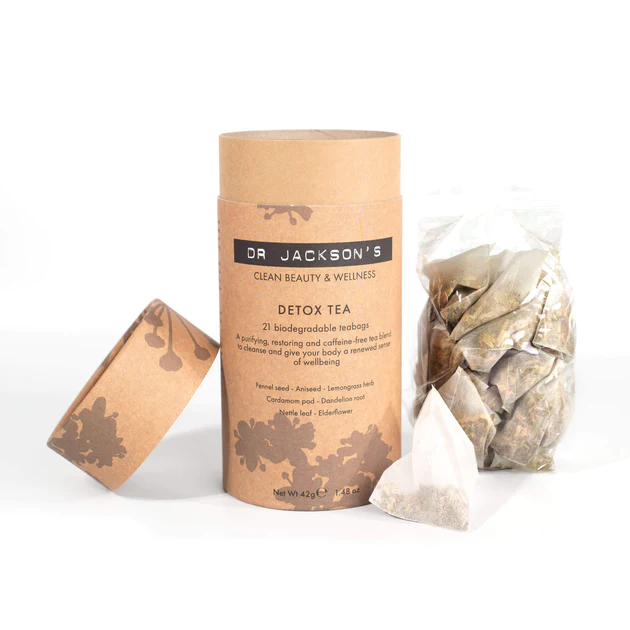 DR JACKSON'S
CLEAN BEAUTY & WELLNESS
DETOX TEA
21 biodegradable teabags
A purifying, restoring and caffeine-free tea blend
to cleanse and give your body a renewed sense
of wellbeing
Fennel seed - Aniseed - Lemongrass herb
Cardamom pod - Dandelion root
Nettle leaf - Elderflower
Net Wt 42g ℮ 1.48 oz